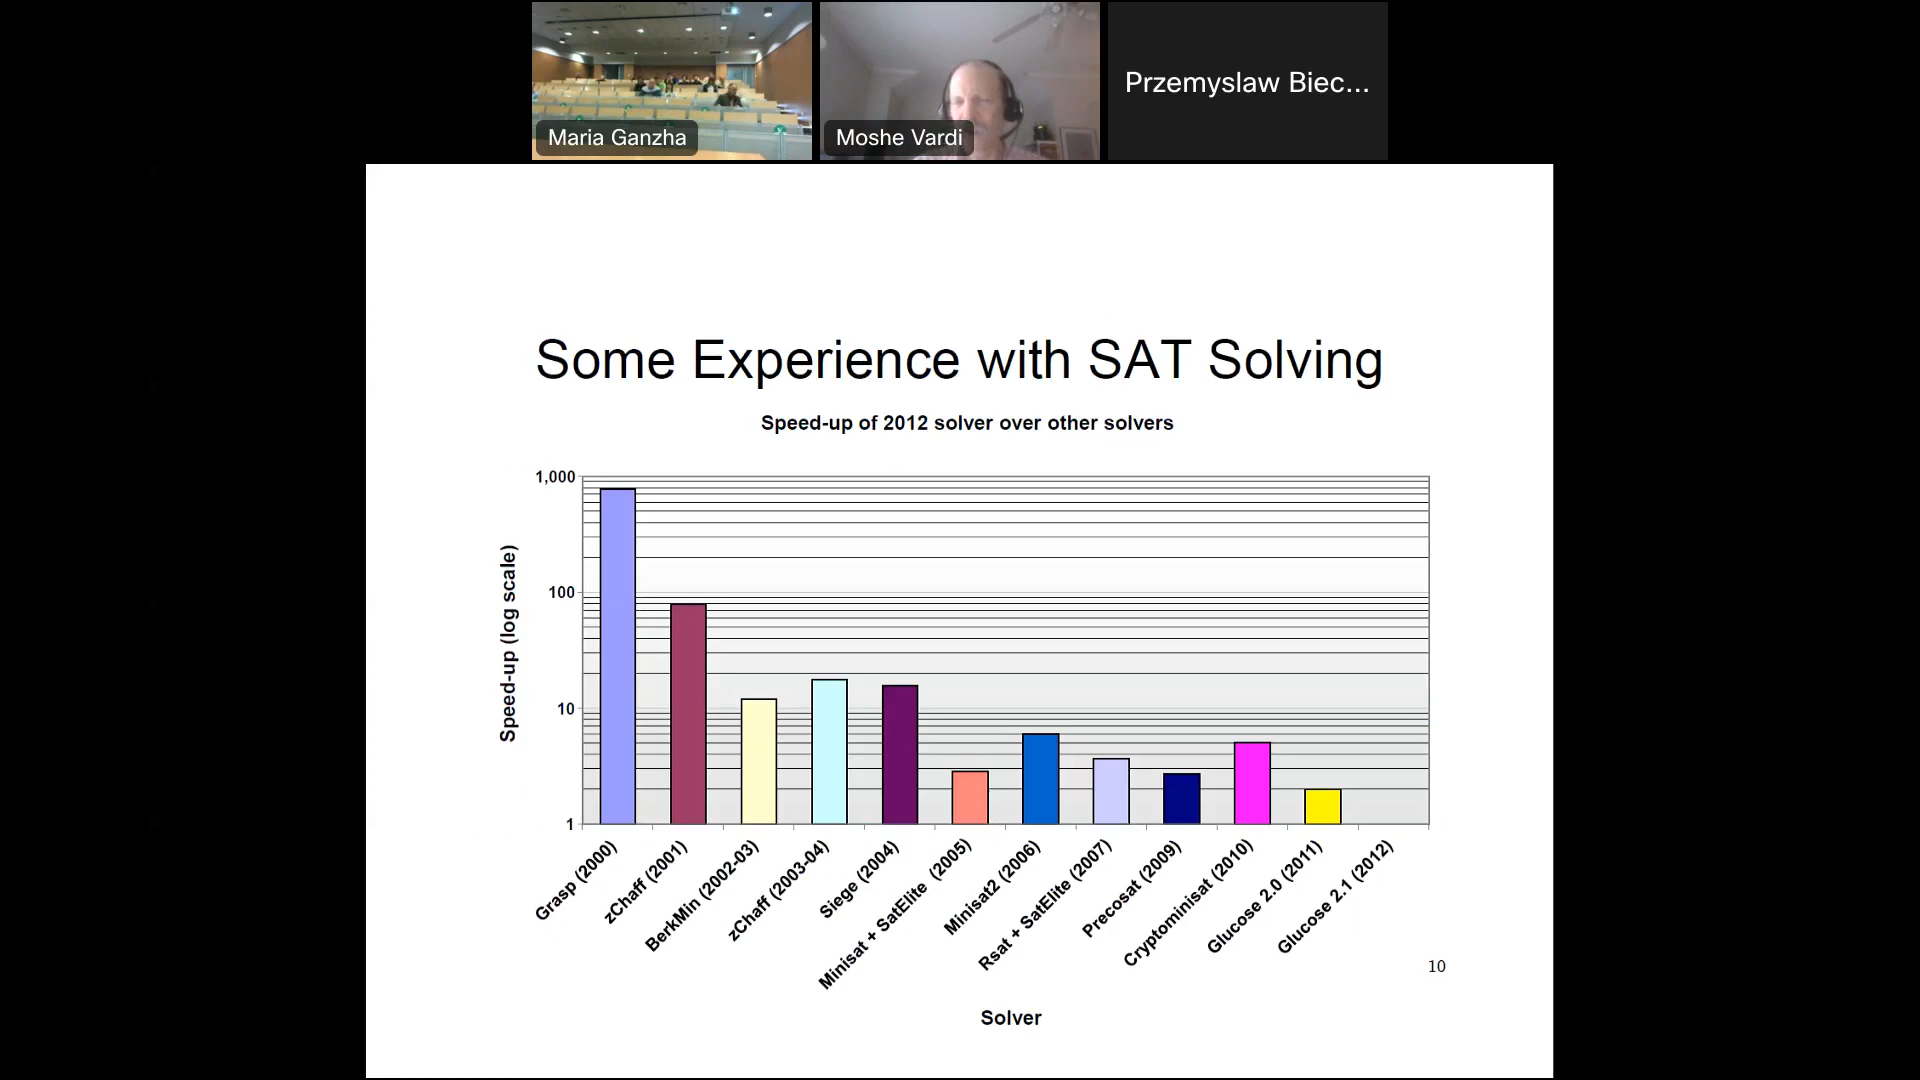 Maria Ganzha
Moshe Vardi
Przemyslaw Biec...
Some Experience with SAT Solving
Speed-up of 2012 solver over other solvers
Speed-up (log scale)
1,000
100
10
1
Grasp (2000)
zChaff (2001)
BerkMin (2002-03)
zChaff (2003-04)
Siege (2004)
Minisat + SatElite (2005)
Minisat2 (2006)
Rsat + SatElite (2007)
Precosat (2009)
Cryptominisat (2010)
Glucose 2.0 (2011)
Glucose 2.1 (2012)
10
Solver